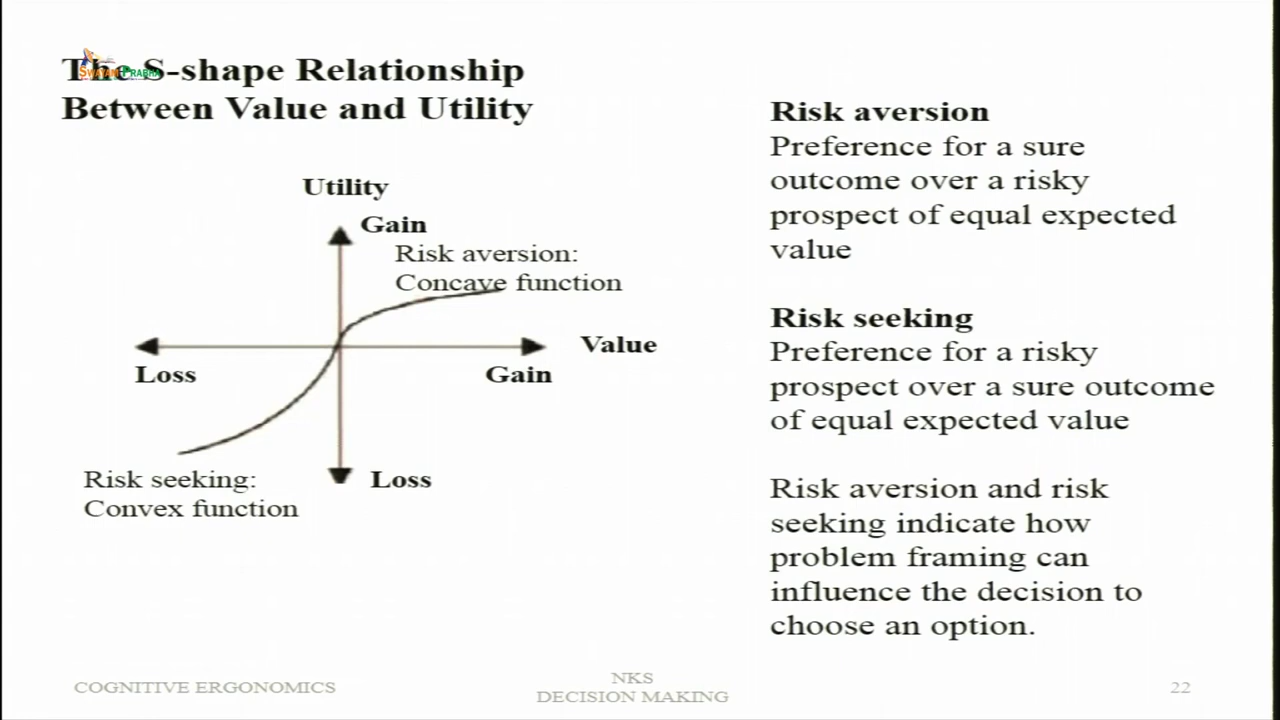 The S-shape Relationship
Between Value and Utility
SWAYAM PRABHA
Utility
Gain
Risk aversion:
Concave function
Value
Loss
Gain
Risk seeking:
Convex function
Loss
Risk aversion
Preference for a sure
outcome over a risky
prospect of equal expected
value
Risk seeking
Preference for a risky
prospect over a sure outcome
of equal expected value
Risk aversion and risk
seeking indicate how
problem framing can
influence the decision to
choose an option.
COGNITIVE ERGONOMICS
NKS
DECISION MAKING
22